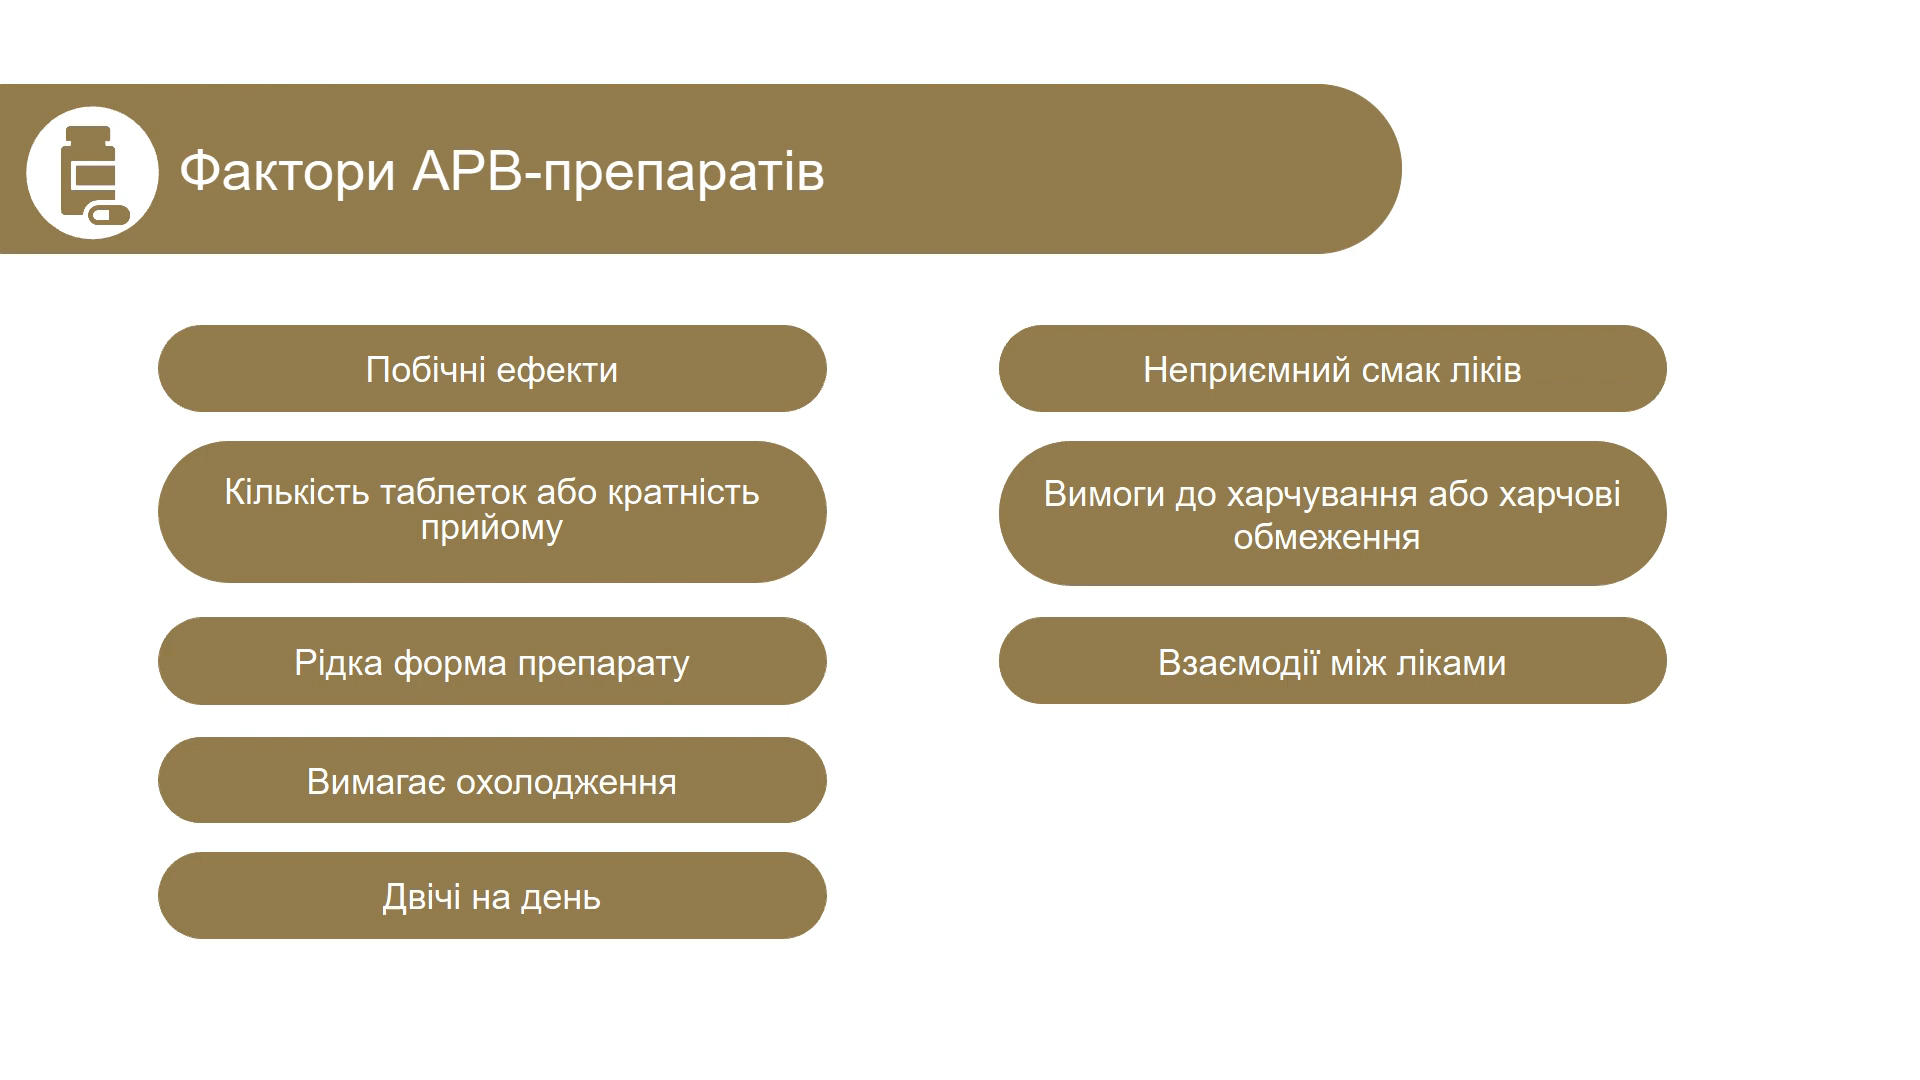 Фактори АРВ-препаратів
Побічні ефекти
Кількість таблеток або кратність
прийому
Рідка форма препарату
Вимагає охолодження
Двічі на день
Неприємний смак ліків
Вимоги до харчування або харчові
обмеження
Взаємодії між ліками